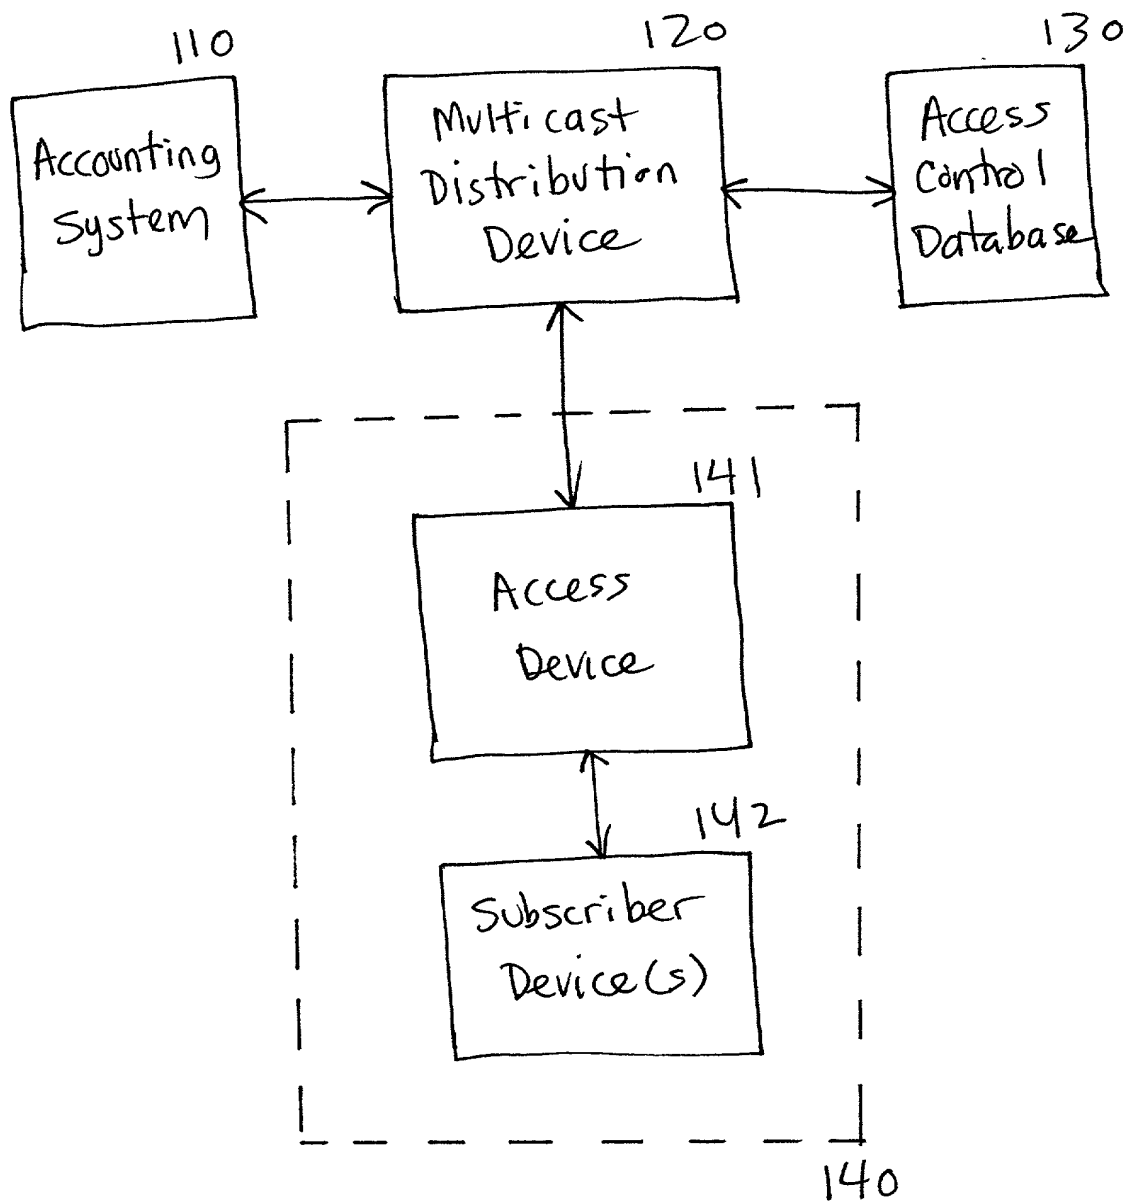 110
Accounting
System
120
Multicast
Distribution
Device
130
Access
Control
Database
141
Access
Device
142
Subscriber
Device(s)
140